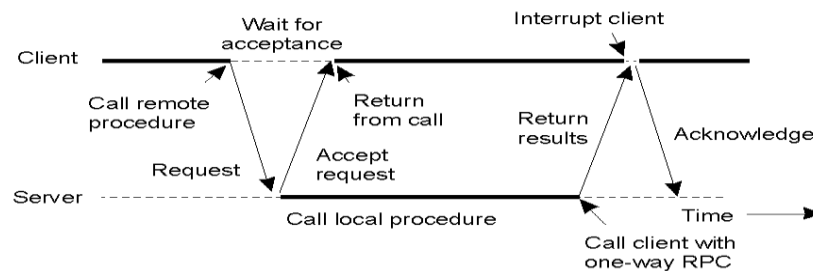 Interrupt client
Wait for
acceptance
Client
Call remote
procedure
Return
from call
Return
results
Acknowledge
Request
Accept
request
Server
Call local procedure
Time
Call client with
one-way RPC